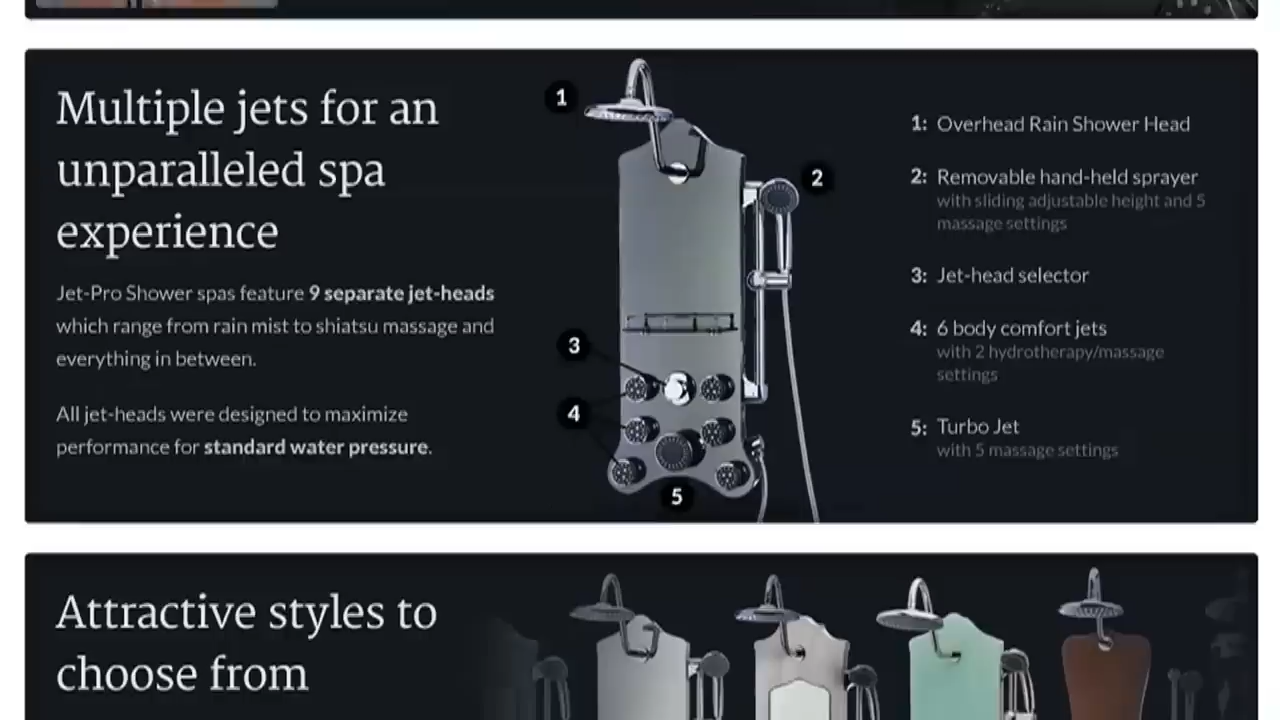 Multiple jets for an
unparalleled spa
experience
Jet-Pro Shower spas feature 9 separate jet-heads
which range from rain mist to shiatsu massage and
everything in between.
All jet-heads were designed to maximize
performance for standard water pressure.
1
2
3
4
5
1: Overhead Rain Shower Head
2: Removable hand-held sprayer
with sliding adjustable height and 5
massage settings
3: Jet-head selector
4: 6 body comfort jets
with 2 hydrotherapy/massage
settings
5: Turbo Jet
with 5 massage settings
Attractive styles to
choose from